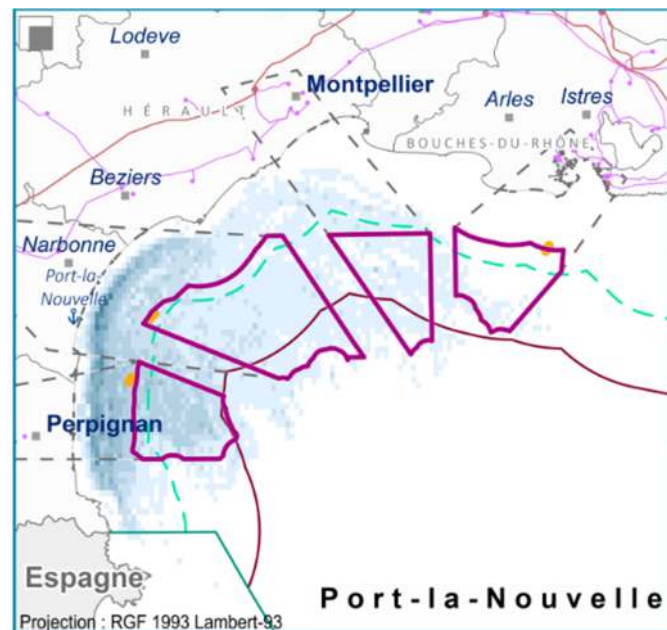 Lodeve
Montpellier
HÉRAULT
Arles
Istres
BOUCHES-DU-RHÔNE
Beziers
Narbonne
Port-la-
Nouvelle
Perpignan
Espagne
Port-la-Nouvelle
Projection : RGF 1993 Lambert-93